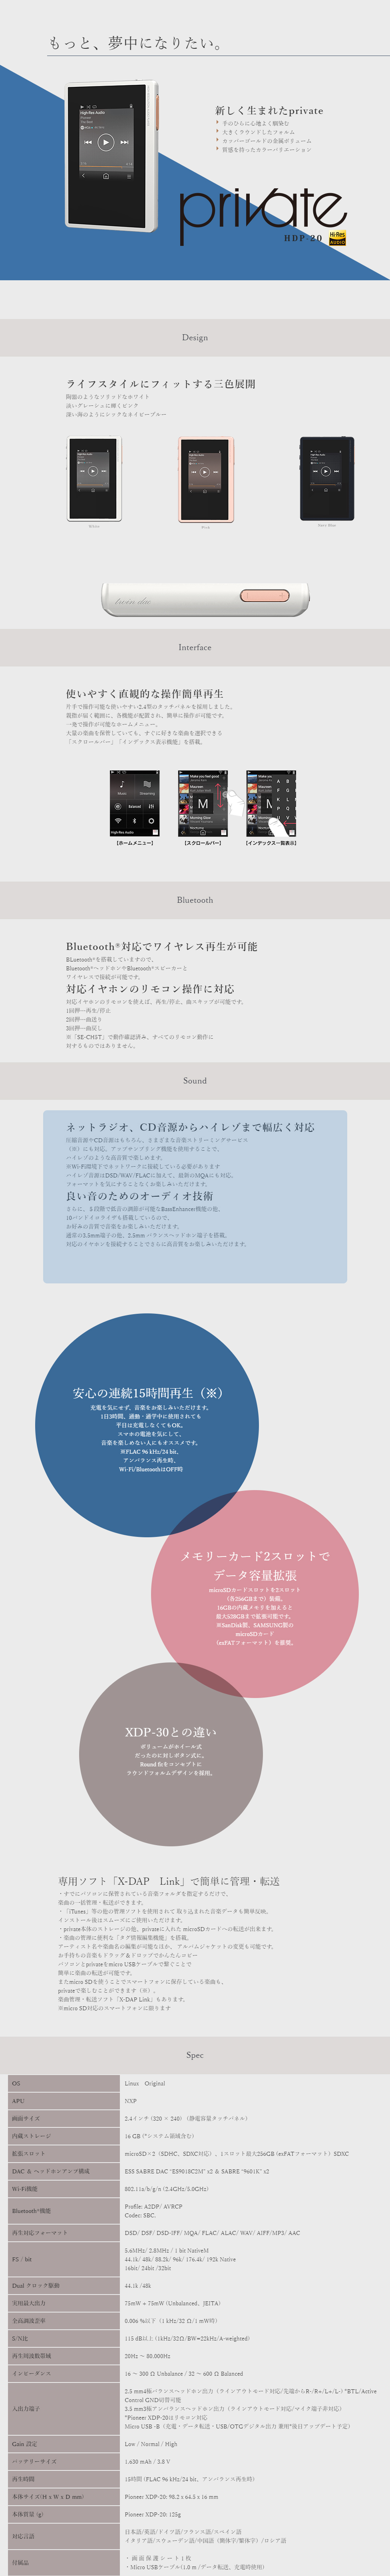 もっと、夢中になりたい。
新しく生まれたprivate
手のひらに心地よく馴染む
大きくラウンドしたフォルム
カッパーゴールドの金属ボリューム
質感を持ったカラーバリエーション
private
HDP-20
Hi-Res AUDIO
Design
ライフスタイルにフィットする三色展開
陶器のようなソリッドなホワイト
淡いグレーシュに輝くピンク
深い海のようにシックなネイビーブルー
White
Pink
Navy Blue
Interface
使いやすく直観的な操作簡単再生
片手で操作可能な使いやすい2.4型のタッチパネルを採用しました。
親指が届く範囲に、各機能が配置され、簡単に操作が可能です。
一発で操作が可能なホームメニュー。
大量の楽曲を保管していても、すぐに好きな楽曲を選択できる
「スクロールバー」「インデックス表示機能」を搭載。
【ホームメニュー】
【スクロールバー】
【インデックス一覧表示】
Bluetooth
Bluetooth®対応でワイヤレス再生が可能
Bluetooth®を搭載していますので、
Bluetooth®ヘッドホンやBluetooth®スピーカーと
ワイヤレスで接続が可能です。
対応イヤホンのリモコン操作に対応
対応イヤホンのリモコンを使えば、再生/停止、曲スキップが可能です。
1回押→再生/停止
2回押→曲送り
3回押→曲戻し
※「SE-CH5T」で動作確認済み。すべてのリモコン動作に
対するものではありません。
Sound
ネットラジオ、CD音源からハイレゾまで幅広く対応
圧縮音源やCD音源はもちろん、さまざまな音楽ストリーミングサービス
（※）にも対応。アップサンプリング機能を使用することで、
ハイレゾのような高音質で楽しめます。
※Wi-Fi環境下でネットワークに接続している必要があります
ハイレゾ音源はDSD/WAV/FLACに加えて、最新のMQAにも対応。
フォーマットを気にすることなくお楽しみいただけます。
良い音のためのオーディオ技術
お好みの音質で音楽をお楽しみいただけます。
通常の3.5mm端子の他、2.5mm バランスヘッドホン端子を搭載。
対応のイヤホンを接続することでさらに高音質をお楽しみいただけます。
安心の連続15時間再生（※）
充電を気にせず、音楽をお楽しみいただけます。
1日3時間、通勤・通学中に使用されても
平日は充電しなくてもOK。
スマホの電池を気にして、
音楽を楽しめない人にもオススメです。
※FLAC 96 kHz/24 bit、
アンバランス再生時、
Wi-Fi/BluetoothはOFF時
メモリーカード2スロットで
データ容量拡張
microSDカードスロットを2スロット
（各256GBまで）装備。
16GBの内蔵メモリを加えると
最大528GBまで拡張可能です。
※SanDisk製、SAMSUNG製の
microSDカード
（exFATフォーマット）を推奨。
XDP-30との違い
ボリュームがホイール式
だったのに対しボタン式に。
Round fitをコンセプトに
ラウンドフォルムデザインを採用。
専用ソフト「X-DAP　Link」で簡単に管理・転送
・すでにパソコンに保管されている音楽フォルダを指定するだけで、
楽曲の一括管理・転送ができます。
・「iTunes」等の他の管理ソフトを使用されて 取り込まれた音楽データも簡単反映。
インストール後はスムーズにご使用いただけます。
・private本体のストレージの他、privateに入れた microSDカードへの転送が出来ます。
・楽曲の管理に便利な「タグ情報編集機能」を搭載。
アーティスト名や楽曲名の編集が可能なほか、 アルバムジャケットの変更も可能です。
お手持ちの音楽もドラッグ＆ドロップでかんたんコピー
パソコンとprivateをmicro USBケーブルで繋ぐことで
簡単に楽曲の転送が可能です。
またmicro SDを使うことでスマートフォンに保存している楽曲も、
privateで楽しむことができます（※）。
楽曲管理・転送ソフト「X-DAP Link」もあります。
※micro SD対応のスマートフォンに限ります
Spec
OS Linux　Original
APU NXP
画面サイズ 2.4インチ (320 × 240) （静電容量タッチパネル）
内蔵ストレージ 16 GB (*システム領域含む)
拡張スロット microSD×2（SDHC、SDXC対応）、1スロット最大256GB (exFATフォーマット) SDXC
DAC ＆ ヘッドホンアンプ構成 ESS SABRE DAC "ES9018C2M" x2 ＆ SABRE "9601K" x2
Wi-Fi機能 802.11a/b/g/n (2.4GHz/5.0GHz)
Bluetooth®機能 Profile: A2DP/ AVRCP
Codec: SBC.
再生対応フォーマット DSD/ DSF/ DSD-IFF/ MQA/ FLAC/ ALAC/ WAV/ AIFF/MP3/ AAC
FS / bit 5.6MHz/ 2.8MHz / 1 bit NativeM
44.1k/ 48k/ 88.2k/ 96k/ 176.4k/ 192k Native
16bit/ 24bit /32bit
Dual クロック駆動 44.1k /48k
実用最大出力 75mW + 75mW (Unbalanced、JEITA)
全高調波歪率 0.006 %以下（1 kHz/32 Ω/1 mW時）
S/N比 115 dB以上 (1kHz/32Ω/BW=22kHz/A-weighted)
再生周波数帯域 20Hz ～ 80.000Hz
インピーダンス 16 ～ 300 Ω Unbalance / 32 ～ 600 Ω Balanced
入出力端子 2.5 mm4極バランスヘッドホン出力（ラインアウトモード対応/先端からR-/R+/L+/L-）*BTL/Active
Control GND切替可能
3.5 mm3極アンバランスヘッドホン出力（ラインアウトモード対応/マイク端子非対応）
*Pioneer XDP-20はリモコン対応
Micro USB -B（充電・データ転送・USB/OTGデジタル出力 兼用*後日アップデート予定）
Gain 設定 Low / Normal / High
バッテリーサイズ 1,630 mAh / 3.8 V
再生時間 15時間 (FLAC 96 kHz/24 bit、アンバランス再生時)
本体サイズ(H x W x D mm) Pioneer XDP-20: 98.2 x 64.5 x 16 mm
本体質量 (g) Pioneer XDP-20: 125g
対応言語 日本語/英語/ドイツ語/フランス語/スペイン語
イタリア語/スウェーデン語/中国語（簡体字/繁体字）/ロシア語
付属品 ・ 画 面 保 護 シ ー ト 1 枚
・Micro USBケーブル(1.0 m /データ転送、充電時使用)